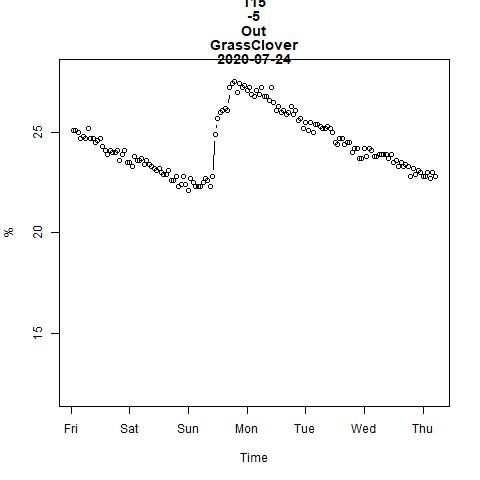 T15
-5
Out
GrassClover
2020-07-24
25
20
15
%
Fri Sat Sun Mon Tue Wed Thu
Time